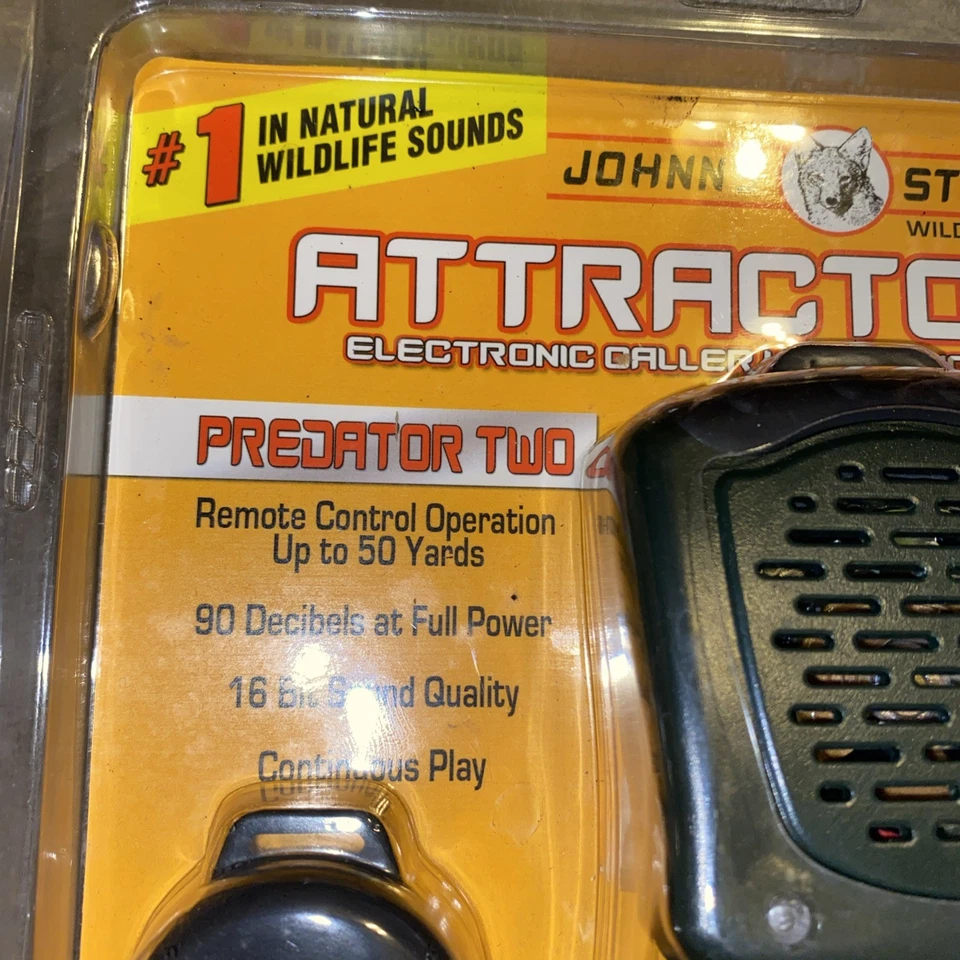 #1 IN NATURAL
WILDLIFE SOUNDS
JOHNN ST
WILD
ATTRACTO
ELECTRONIC CALLER
PREDATOR TWO
Remote Control Operation
Up to 50 Yards
90 Decibels at Full Power
16 Bit Sound Quality
Continuous Play